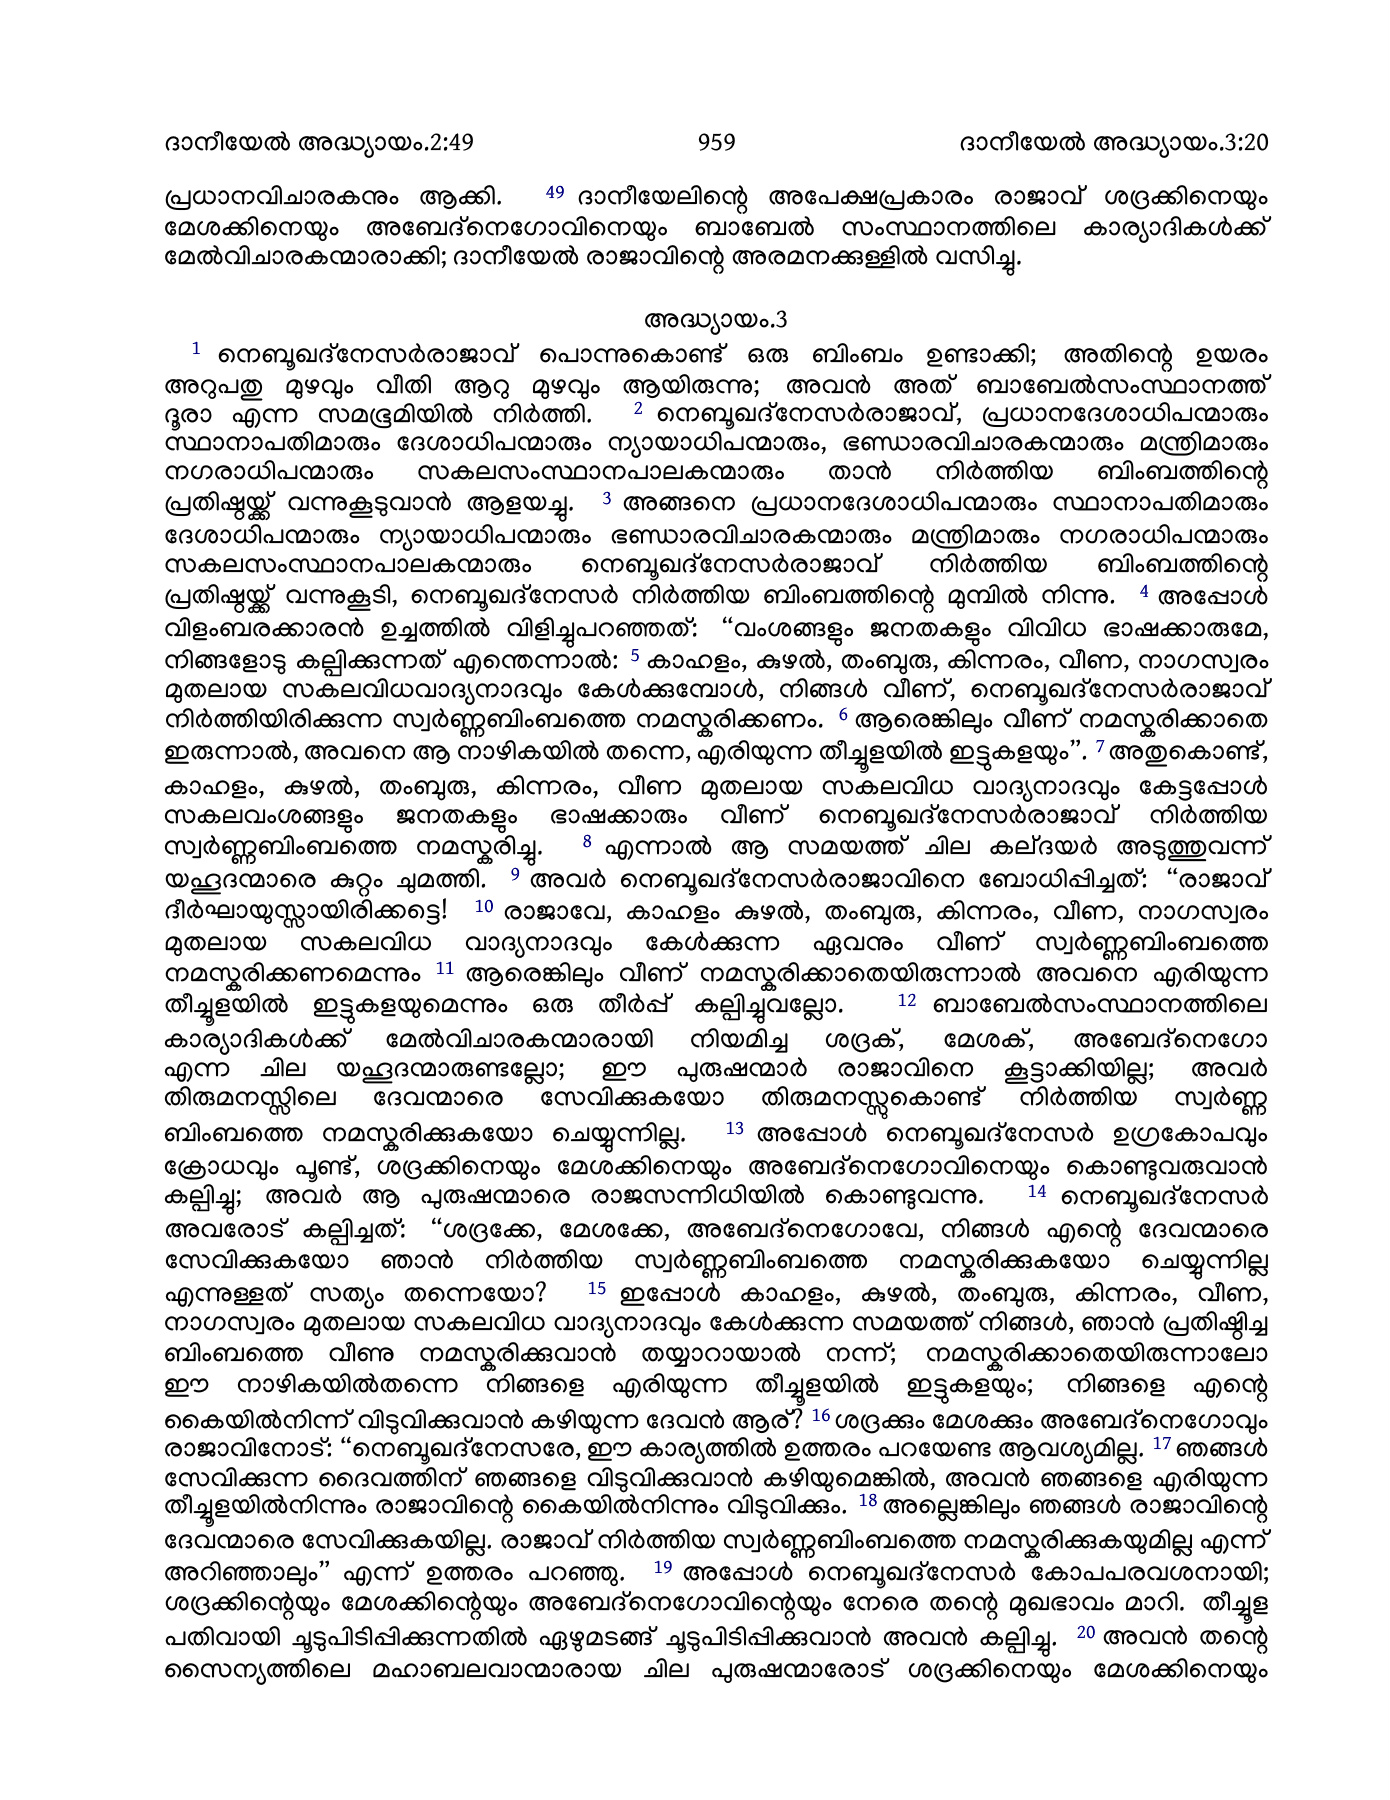 ദാനീയേൽ അദ്ധ്യായം.2:49 959 ദാനീയേൽ അദ്ധ്യായം.3:20
പ്രധാനവിചാരകനും ആക്കി. 49 ദാനീയേലിന്റെ അപേക്ഷപ്രകാരം രാജാവ് ശദ്രക്കിനെയും
മേശക്കിനെയും അബേദ്നെഗോവിനെയും ബാബേൽ സംസ്ഥാനത്തിലെ കാര്യാദികൾക്ക്
മേൽവിചാരകന്മാരാക്കി; ദാനീയേൽ രാജാവിന്റെ അരമനക്കുള്ളിൽ വസിച്ചു.
അദ്ധ്യായം.3
1 നെബൂഖദ്നേസർരാജാവ് പൊന്നുകൊണ്ട് ഒരു ബിംബം ഉണ്ടാക്കി; അതിന്റെ ഉയരം
അറുപതു മുഴവും വീതി ആറു മുഴവും ആയിരുന്നു; അവൻ അത് ബാബേൽസംസ്ഥാനത്ത്
ദൂരാ എന്ന സമഭൂമിയിൽ നിർത്തി. 2 നെബൂഖദ്നേസർരാജാവ്, പ്രധാനദേശാധിപന്മാരും
സ്ഥാനാപതിമാരും ദേശാധിപന്മാരും ന്യായാധിപന്മാരും, ഭണ്ഡാരവിചാരകന്മാരും മന്ത്രിമാരും
നഗരാധിപന്മാരും സകലസംസ്ഥാനപാലകന്മാരും താൻ നിർത്തിയ ബിംബത്തിന്റെ
പ്രതിഷ്ഠയ്ക്ക് വന്നുകൂടുവാൻ ആളയച്ചു. 3 അങ്ങനെ പ്രധാനദേശാധിപന്മാരും സ്ഥാനാപതിമാരും
ദേശാധിപന്മാരും ന്യായാധിപന്മാരും ഭണ്ഡാരവിചാരകന്മാരും മന്ത്രിമാരും നഗരാധിപന്മാരും
സകലസംസ്ഥാനപാലകന്മാരും നെബൂഖദ്നേസർരാജാവ് നിർത്തിയ ബിംബത്തിന്റെ
പ്രതിഷ്ഠയ്ക്ക് വന്നുകൂടി, നെബൂഖദ്നേസർ നിർത്തിയ ബിംബത്തിന്റെ മുമ്പിൽ നിന്നു. 4 അപ്പോൾ
വിളംബരക്കാരൻ ഉച്ചത്തിൽ വിളിച്ചുപറഞ്ഞത്: “വംശങ്ങളും ജനതകളും വിവിധ ഭാഷക്കാരുമേ,
നിങ്ങളോടു കല്പിക്കുന്നത് എന്തെന്നാൽ: 5 കാഹളം, കുഴൽ, തംബുരു, കിന്നരം, വീണ, നാഗസ്വരം
മുതലായ സകലവിധവാദ്യനാദവും കേൾക്കുമ്പോൾ, നിങ്ങൾ വീണ്, നെബൂഖദ്നേസർരാജാവ്
നിർത്തിയിരിക്കുന്ന സ്വർണ്ണബിംബത്തെ നമസ്കരിക്കണം. 6 ആരെങ്കിലും വീണ് നമസ്കരിക്കാതെ
ഇരുന്നാൽ, അവനെ ആ നാഴികയിൽ തന്നെ, എരിയുന്ന തീച്ചൂളയിൽ ഇട്ടുകളയും”. 7 അതുകൊണ്ട്,
കാഹളം, കുഴൽ, തംബുരു, കിന്നരം, വീണ മുതലായ സകലവിധ വാദ്യനാദവും കേട്ടപ്പോൾ
സകലവംശങ്ങളും ജനതകളും ഭാഷക്കാരും വീണ് നെബൂഖദ്നേസർരാജാവ് നിർത്തിയ
സ്വർണ്ണബിംബത്തെ നമസ്കരിച്ചു. 8 എന്നാൽ ആ സമയത്ത് ചില കല്ദയർ അടുത്തുവന്ന്
യഹൂദന്മാരെ കുറ്റം ചുമത്തി. 9 അവർ നെബൂഖദ്നേസർരാജാവിനെ ബോധിപ്പിച്ചത്: “രാജാവ്
ദീർഘായുസ്സായിരിക്കട്ടെ! 10 രാജാവേ, കാഹളം കുഴൽ, തംബുരു, കിന്നരം, വീണ, നാഗസ്വരം
മുതലായ സകലവിധ വാദ്യനാദവും കേൾക്കുന്ന ഏവനും വീണ് സ്വർണ്ണബിംബത്തെ
നമസ്കരിക്കണമെന്നും 11 ആരെങ്കിലും വീണ് നമസ്കരിക്കാതെയിരുന്നാൽ അവനെ എരിയുന്ന
തീച്ചൂളയിൽ ഇട്ടുകളയുമെന്നും ഒരു തീർപ്പ് കല്പിച്ചുവല്ലോ. 12 ബാബേൽസംസ്ഥാനത്തിലെ
കാര്യാദികൾക്ക് മേൽവിചാരകന്മാരായി നിയമിച്ച ശദ്രക്, മേശക്, അബേദ്നെഗോ
എന്ന ചില യഹൂദന്മാരുണ്ടല്ലോ; ഈ പുരുഷന്മാർ രാജാവിനെ കൂട്ടാക്കിയില്ല; അവർ
തിരുമനസ്സിലെ ദേവന്മാരെ സേവിക്കുകയോ തിരുമനസ്സുകൊണ്ട് നിർത്തിയ സ്വർണ്ണ
ബിംബത്തെ നമസ്കരിക്കുകയോ ചെയ്യുന്നില്ല. 13 അപ്പോൾ നെബൂഖദ്നേസർ ഉഗ്രകോപവും
ക്രോധവും പൂണ്ട്, ശദ്രക്കിനെയും മേശക്കിനെയും അബേദ്നെഗോവിനെയും കൊണ്ടുവരുവാൻ
കല്പിച്ചു; അവർ ആ പുരുഷന്മാരെ രാജസന്നിധിയിൽ കൊണ്ടുവന്നു. 14 നെബൂഖദ്നേസർ
അവരോട് കല്പിച്ചത്: “ശദ്രക്കേ, മേശക്കേ, അബേദ്നെഗോവേ, നിങ്ങൾ എന്റെ ദേവന്മാരെ
സേവിക്കുകയോ ഞാൻ നിർത്തിയ സ്വർണ്ണബിംബത്തെ നമസ്കരിക്കുകയോ ചെയ്യുന്നില്ല
എന്നുള്ളത് സത്യം തന്നെയോ? 15 ഇപ്പോൾ കാഹളം, കുഴൽ, തംബുരു, കിന്നരം, വീണ,
നാഗസ്വരം മുതലായ സകലവിധ വാദ്യനാദവും കേൾക്കുന്ന സമയത്ത് നിങ്ങൾ, ഞാൻ പ്രതിഷ്ഠിച്ച
ബിംബത്തെ വീണു നമസ്കരിക്കുവാൻ തയ്യാറായാൽ നന്ന്; നമസ്കരിക്കാതെയിരുന്നാലോ
ഈ നാഴികയിൽതന്നെ നിങ്ങളെ എരിയുന്ന തീച്ചൂളയിൽ ഇട്ടുകളയും; നിങ്ങളെ എന്റെ
കൈയിൽനിന്ന് വിടുവിക്കുവാൻ കഴിയുന്ന ദേവൻ ആര്? 16 ശദ്രക്കും മേശക്കും അബേദ്നെഗോവും
രാജാവിനോട്: “നെബൂഖദ്നേസരേ, ഈ കാര്യത്തിൽ ഉത്തരം പറയേണ്ട ആവശ്യമില്ല. 17 ഞങ്ങൾ
സേവിക്കുന്ന ദൈവത്തിന് ഞങ്ങളെ വിടുവിക്കുവാൻ കഴിയുമെങ്കിൽ, അവൻ ഞങ്ങളെ എരിയുന്ന
തീച്ചൂളയിൽനിന്നും രാജാവിന്റെ കൈയിൽനിന്നും വിടുവിക്കും. 18 അല്ലെങ്കിലും ഞങ്ങൾ രാജാവിന്റെ
ദേവന്മാരെ സേവിക്കുകയില്ല. രാജാവ് നിർത്തിയ സ്വർണ്ണബിംബത്തെ നമസ്കരിക്കുകയുമില്ല എന്ന്
അറിഞ്ഞാലും” എന്ന് ഉത്തരം പറഞ്ഞു. 19 അപ്പോൾ നെബൂഖദ്നേസർ കോപപരവശനായി;
ശദ്രക്കിന്റെയും മേശക്കിന്റെയും അബേദ്നെഗോവിന്റെയും നേരെ തന്റെ മുഖഭാവം മാറി. തീച്ചൂള
പതിവായി ചൂടുപിടിപ്പിക്കുന്നതിൽ ഏഴുമടങ്ങ് ചൂടുപിടിപ്പിക്കുവാൻ അവൻ കല്പിച്ചു. 20 അവൻ തന്റെ
സൈന്യത്തിലെ മഹാബലവാന്മാരായ ചില പുരുഷന്മാരോട് ശദ്രക്കിനെയും മേശക്കിനെയും